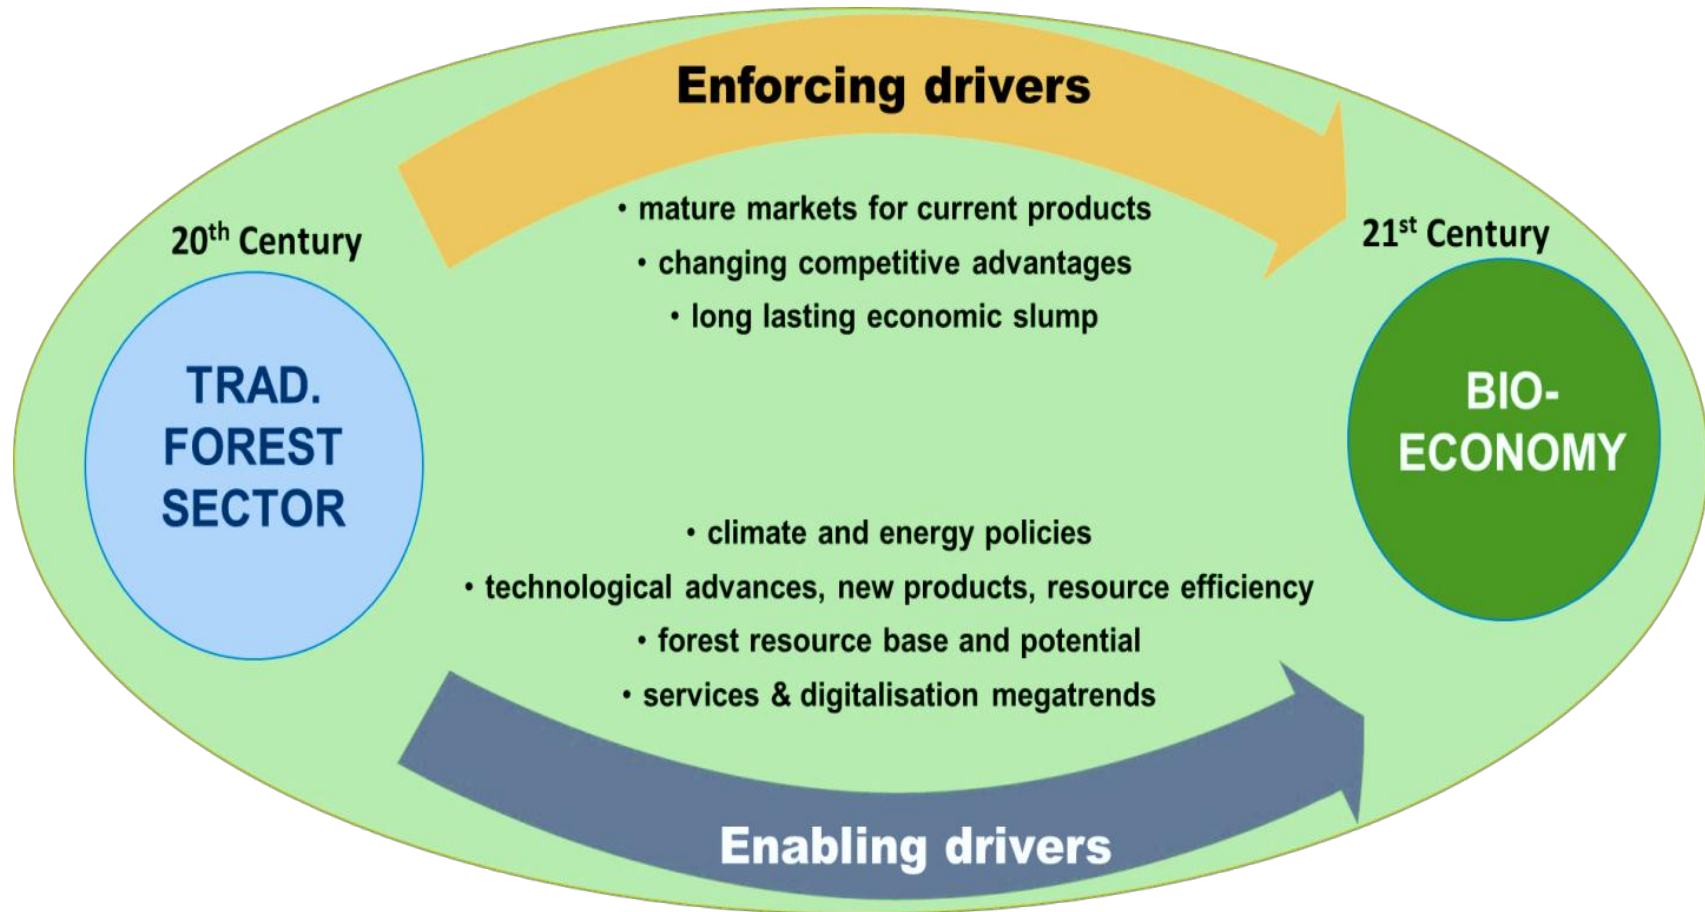 Enforcing drivers
• mature markets for current products
• changing competitive advantages
• long lasting economic slump
20th Century
TRAD.
FOREST
SECTOR
21st Century
BIO-
ECONOMY
• climate and energy policies
• technological advances, new products, resource efficiency
• forest resource base and potential
• services & digitalisation megatrends
Enabling drivers